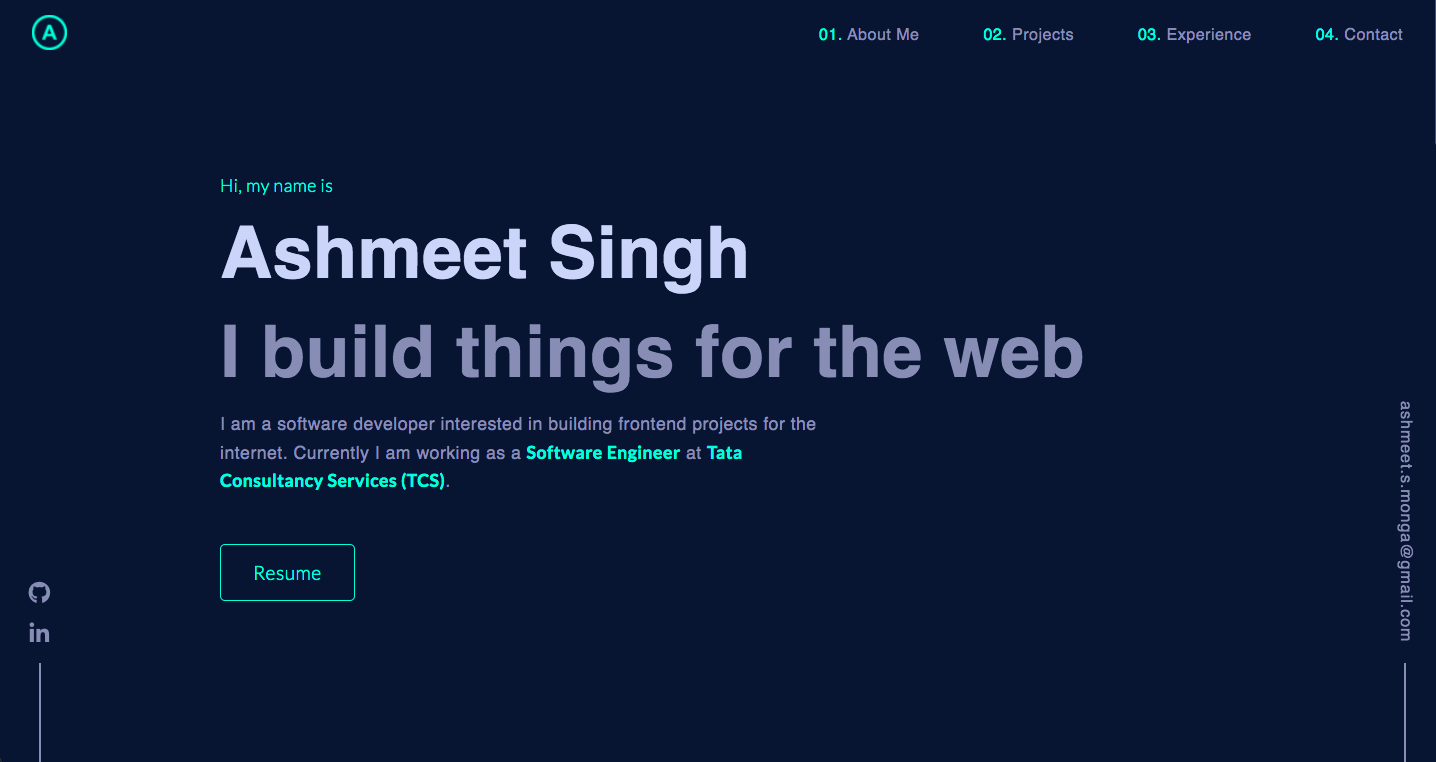 A
01. About Me
02. Projects
03. Experience
04. Contact
Hi, my name is
Ashmeet Singh
I build things for the web
I am a software developer interested in building frontend projects for the
internet. Currently I am working as a Software Engineer at Tata
Consultancy Services (TCS).
Resume
in
ashmeet.s.monga@gmail.com